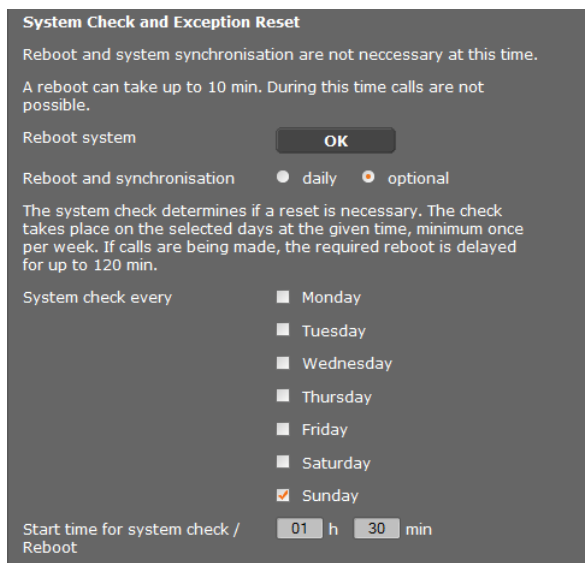 System Check and Exception Reset
Reboot and system synchronisation are not neccessary at this time.
A reboot can take up to 10 min. During this time calls are not
possible.
Reboot system OK
Reboot and synchronisation daily optional
The system check determines if a reset is necessary. The check
takes place on the selected days at the given time, minimum once
per week. If calls are being made, the required reboot is delayed
for up to 120 min.
System check every Monday
Tuesday
Wednesday
Thursday
Friday
Saturday
Sunday
Start time for system check / 01 h 30 min
Reboot